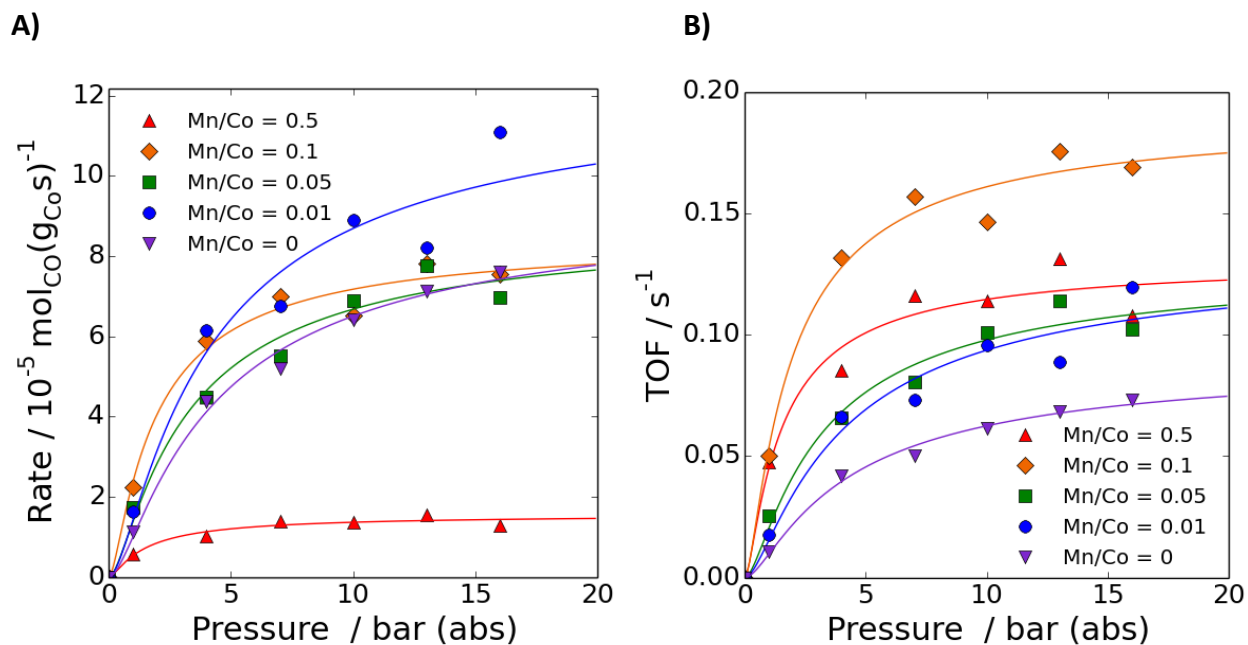 A)
Rate / 10⁻⁵ mol_CO(g_Co s)⁻¹
12
10
8
6
4
2
0
Mn/Co = 0.5
Mn/Co = 0.1
Mn/Co = 0.05
Mn/Co = 0.01
Mn/Co = 0
0
5
10
15
20
Pressure / bar (abs)
B)
TOF / s⁻¹
0.20
0.15
0.10
0.05
0.00
Mn/Co = 0.5
Mn/Co = 0.1
Mn/Co = 0.05
Mn/Co = 0.01
Mn/Co = 0
0
5
10
15
20
Pressure / bar (abs)